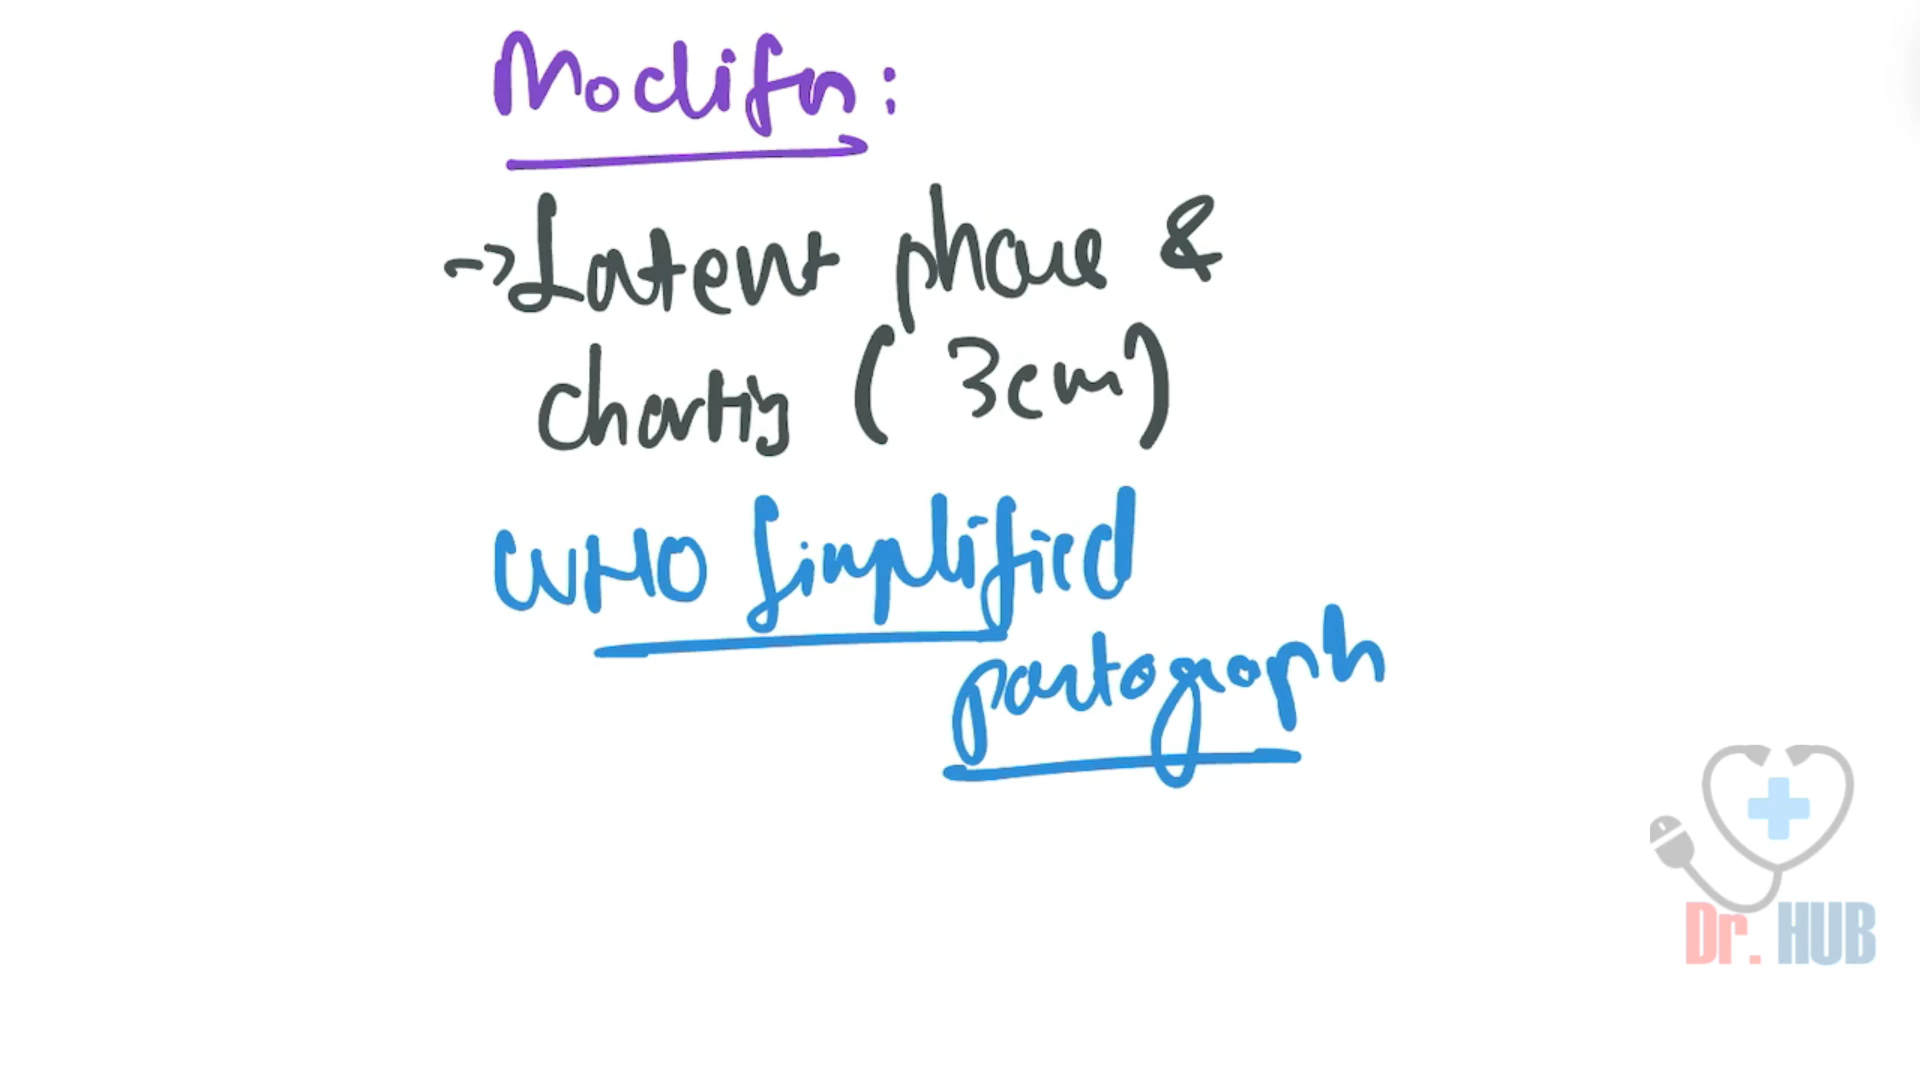 Modifn:
→Latent phase &
charting (3cm)
WHO Simplified
partograph
Dr. HUB